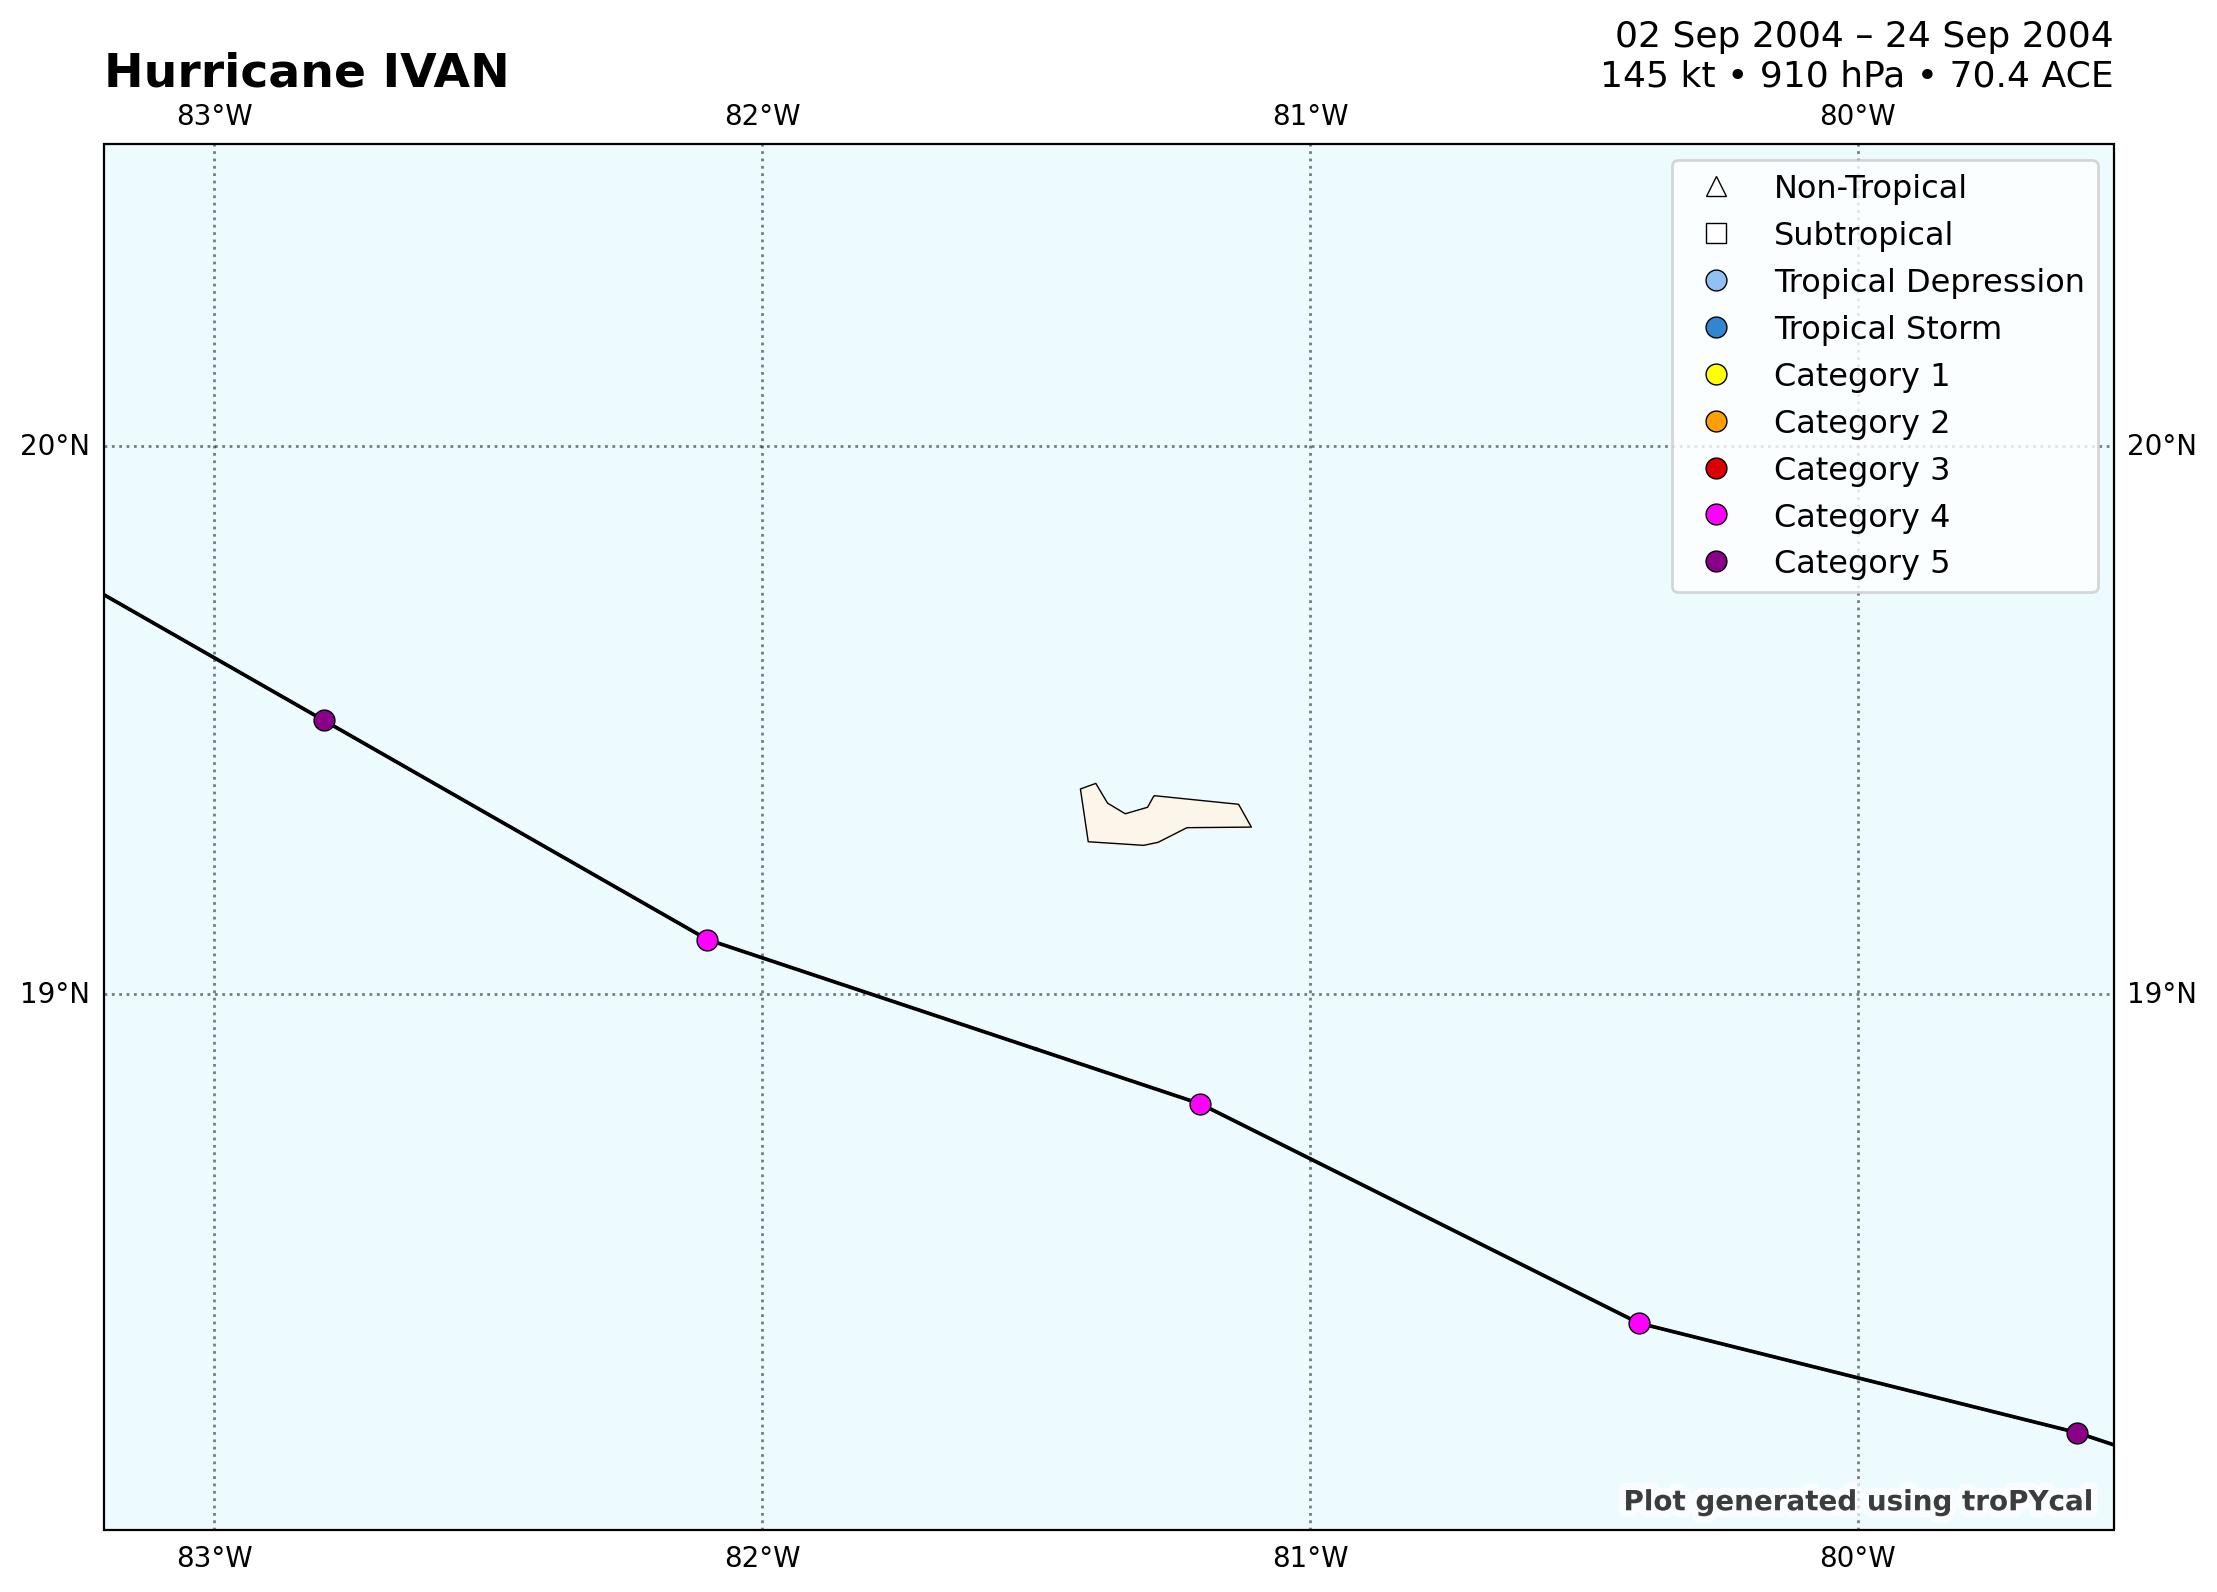 Hurricane IVAN
02 Sep 2004 – 24 Sep 2004
145 kt • 910 hPa • 70.4 ACE
83°W 82°W 81°W 80°W
Non-Tropical
Subtropical
Tropical Depression
Tropical Storm
Category 1
Category 2
Category 3
Category 4
Category 5
20°N 20°N
19°N 19°N
Plot generated using troPYcal
83°W 82°W 81°W 80°W